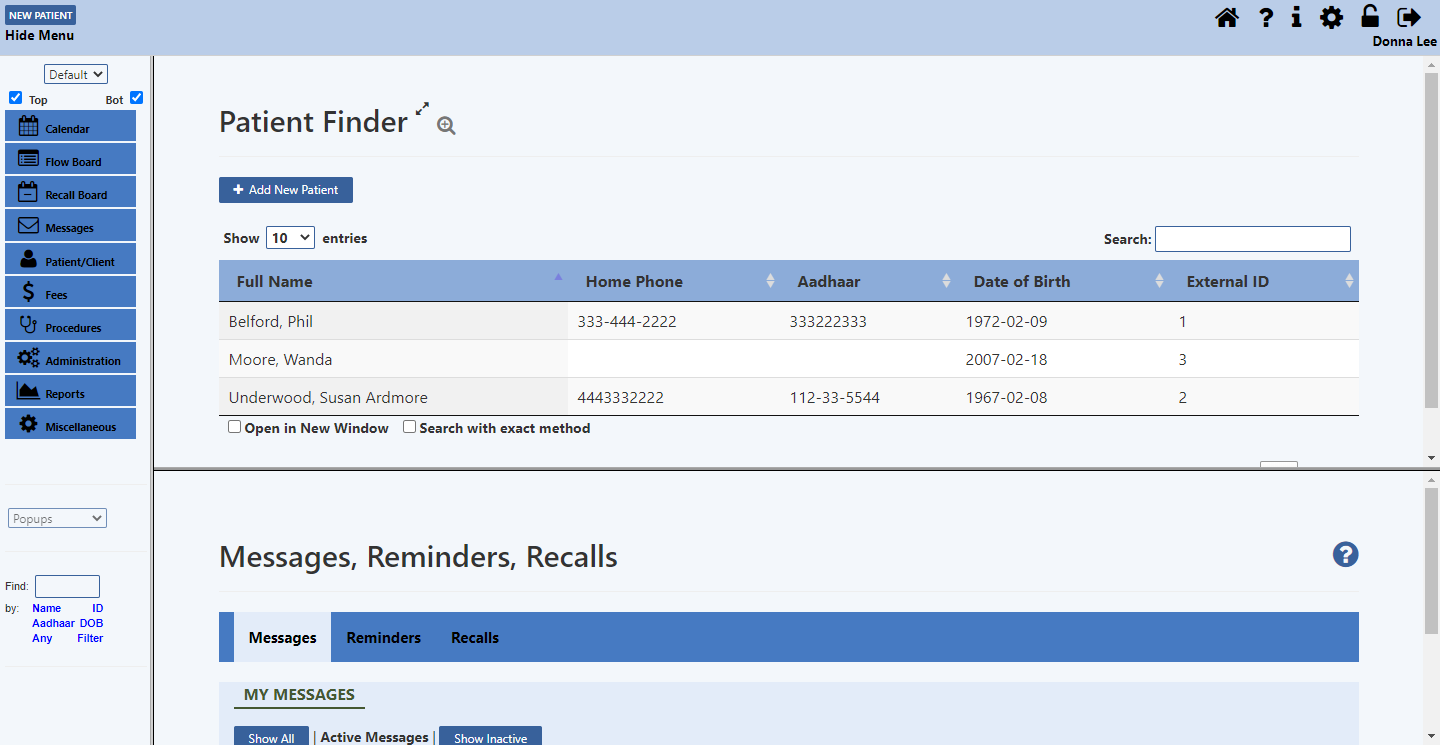 NEW PATIENT
Hide Menu
Donna Lee
Default
Top Bot
Calendar
Flow Board
Recall Board
Messages
Patient/Client
Fees
Procedures
Administration
Reports
Miscellaneous
Popups
Find:
by: Name ID
Aadhaar DOB
Any Filter
Patient Finder
Add New Patient
Show 10 entries
Search:
Full Name Home Phone Aadhaar Date of Birth External ID
Belford, Phil 333-444-2222 333222333 1972-02-09 1
Moore, Wanda 2007-02-18 3
Underwood, Susan Ardmore 4443332222 112-33-5544 1967-02-08 2
Open in New Window Search with exact method
Messages, Reminders, Recalls
Messages Reminders Recalls
MY MESSAGES
Show All | Active Messages | Show Inactive